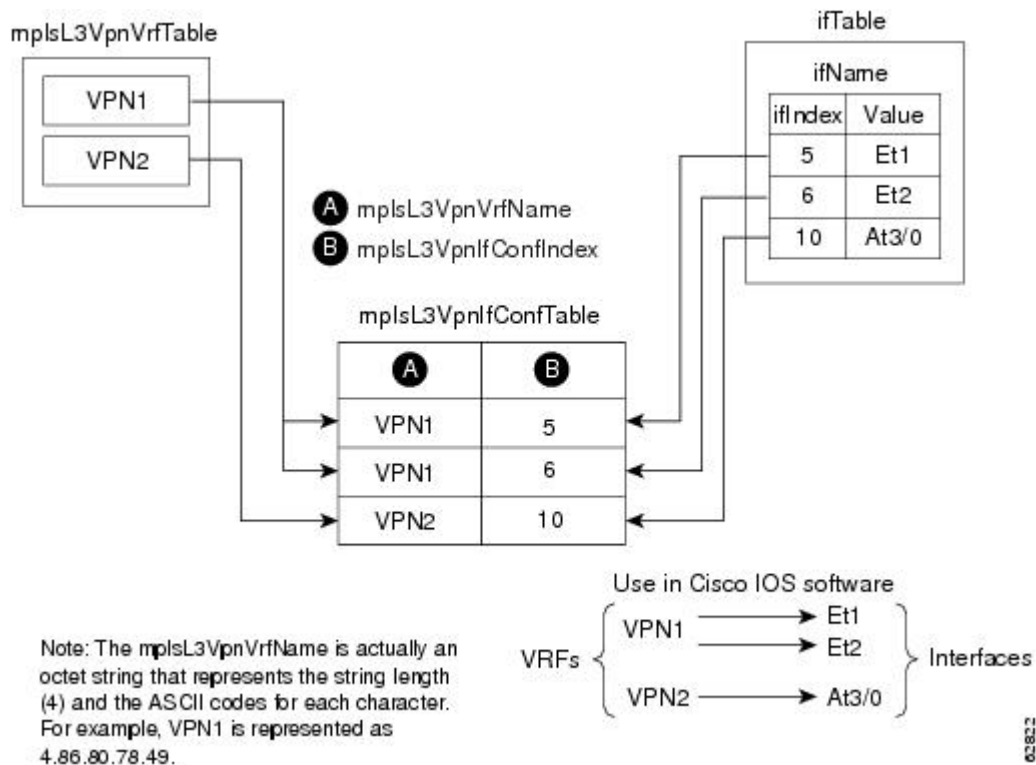 mplsL3VpnVrfTable
VPN1
VPN2
ifTable
ifName
ifIndex Value
5 Et1
6 Et2
10 At3/0
A mplsL3VpnVrfName
B mplsL3VpnIfConfIndex
mplsL3VpnIfConfTable
A B
VPN1 5
VPN1 6
VPN2 10
Note: The mplsL3VpnVrfName is actually an
octet string that represents the string length
(4) and the ASCII codes for each character.
For example, VPN1 is represented as
4.86.80.78.49.
Use in Cisco IOS software
VRFs
VPN1 Et1
Et2
VPN2 At3/0
Interfaces
62822